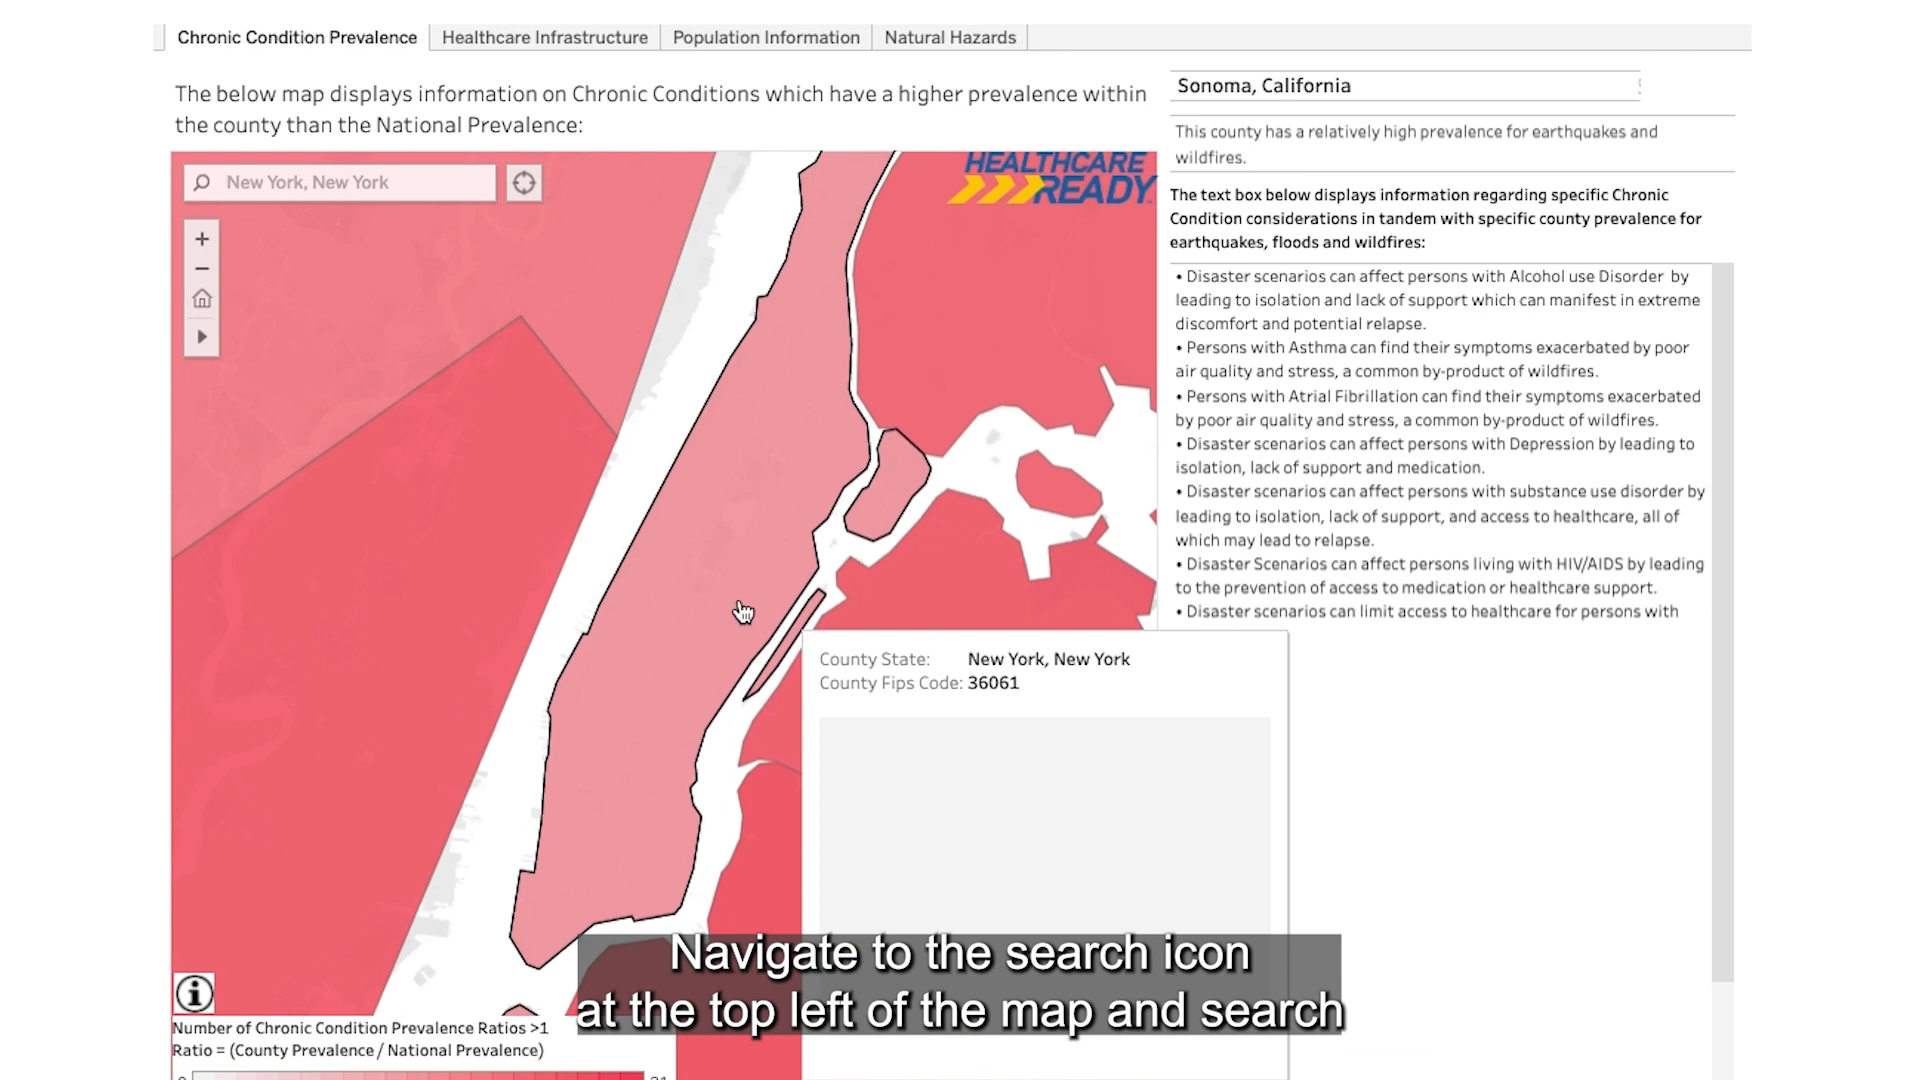 Chronic Condition Prevalence
Healthcare Infrastructure
Population Information
Natural Hazards
The below map displays information on Chronic Conditions which have a higher prevalence within
the county than the National Prevalence:
New York, New York
HEALTHCARE
READY
Sonoma, California
This county has a relatively high prevalence for earthquakes and
wildfires.
The text box below displays information regarding specific Chronic
Condition considerations in tandem with specific county prevalence for
earthquakes, floods and wildfires:
• Disaster scenarios can affect persons with Alcohol use Disorder by
leading to isolation and lack of support which can manifest in extreme
discomfort and potential relapse.
• Persons with Asthma can find their symptoms exacerbated by poor
air quality and stress, a common by-product of wildfires.
• Persons with Atrial Fibrillation can find their symptoms exacerbated
by poor air quality and stress, a common by-product of wildfires.
• Disaster scenarios can affect persons with Depression by leading to
isolation, lack of support and medication.
• Disaster scenarios can affect persons with substance use disorder by
leading to isolation, lack of support, and access to healthcare, all of
which may lead to relapse.
• Disaster Scenarios can affect persons living with HIV/AIDS by leading
to the prevention of access to medication or healthcare support.
• Disaster scenarios can limit access to healthcare for persons with
County State: New York, New York
County Fips Code: 36061
Navigate to the search icon
at the top left of the map and search
Number of Chronic Condition Prevalence Ratios >1
Ratio = (County Prevalence / National Prevalence)